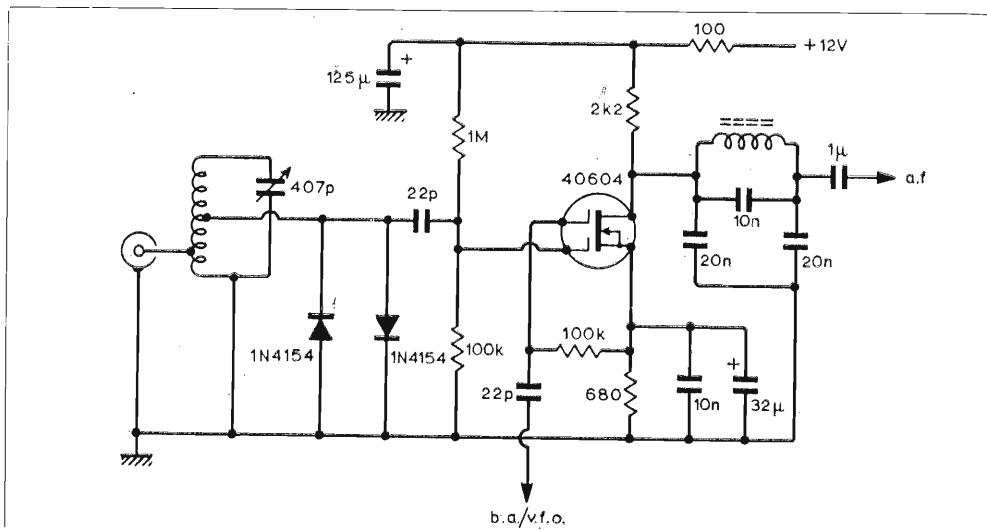 100
+12V
125μ
+
2k2
1M
1μ
407p
40604
a.f
22p
10n
20n
20n
1N4154
1N4154
100k
100k
22p
680
10n
+
32μ
b.a./v.f.o.